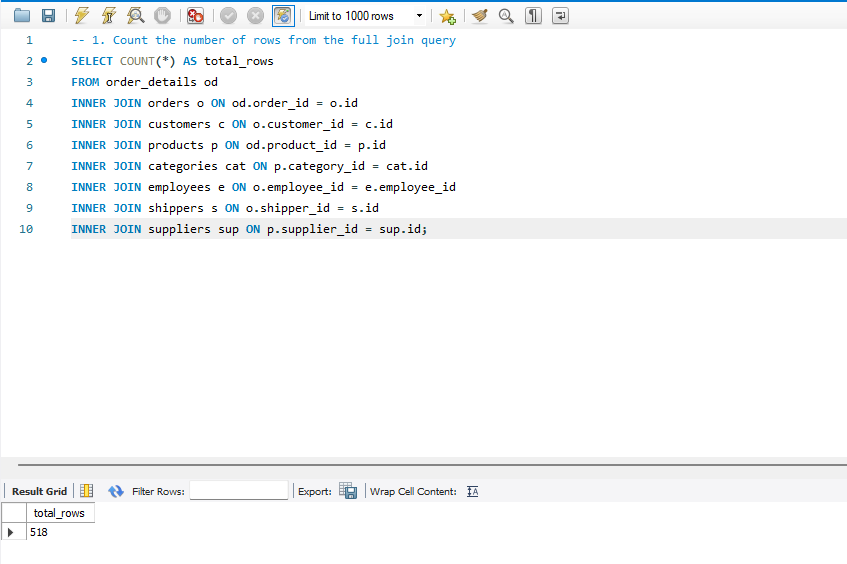 Limit to 1000 rows
1 -- 1. Count the number of rows from the full join query
2 SELECT COUNT(*) AS total_rows
3 FROM order_details od
4 INNER JOIN orders o ON od.order_id = o.id
5 INNER JOIN customers c ON o.customer_id = c.id
6 INNER JOIN products p ON od.product_id = p.id
7 INNER JOIN categories cat ON p.category_id = cat.id
8 INNER JOIN employees e ON o.employee_id = e.employee_id
9 INNER JOIN shippers s ON o.shipper_id = s.id
10 INNER JOIN suppliers sup ON p.supplier_id = sup.id;
Result Grid Filter Rows: Export: Wrap Cell Content:
total_rows
518